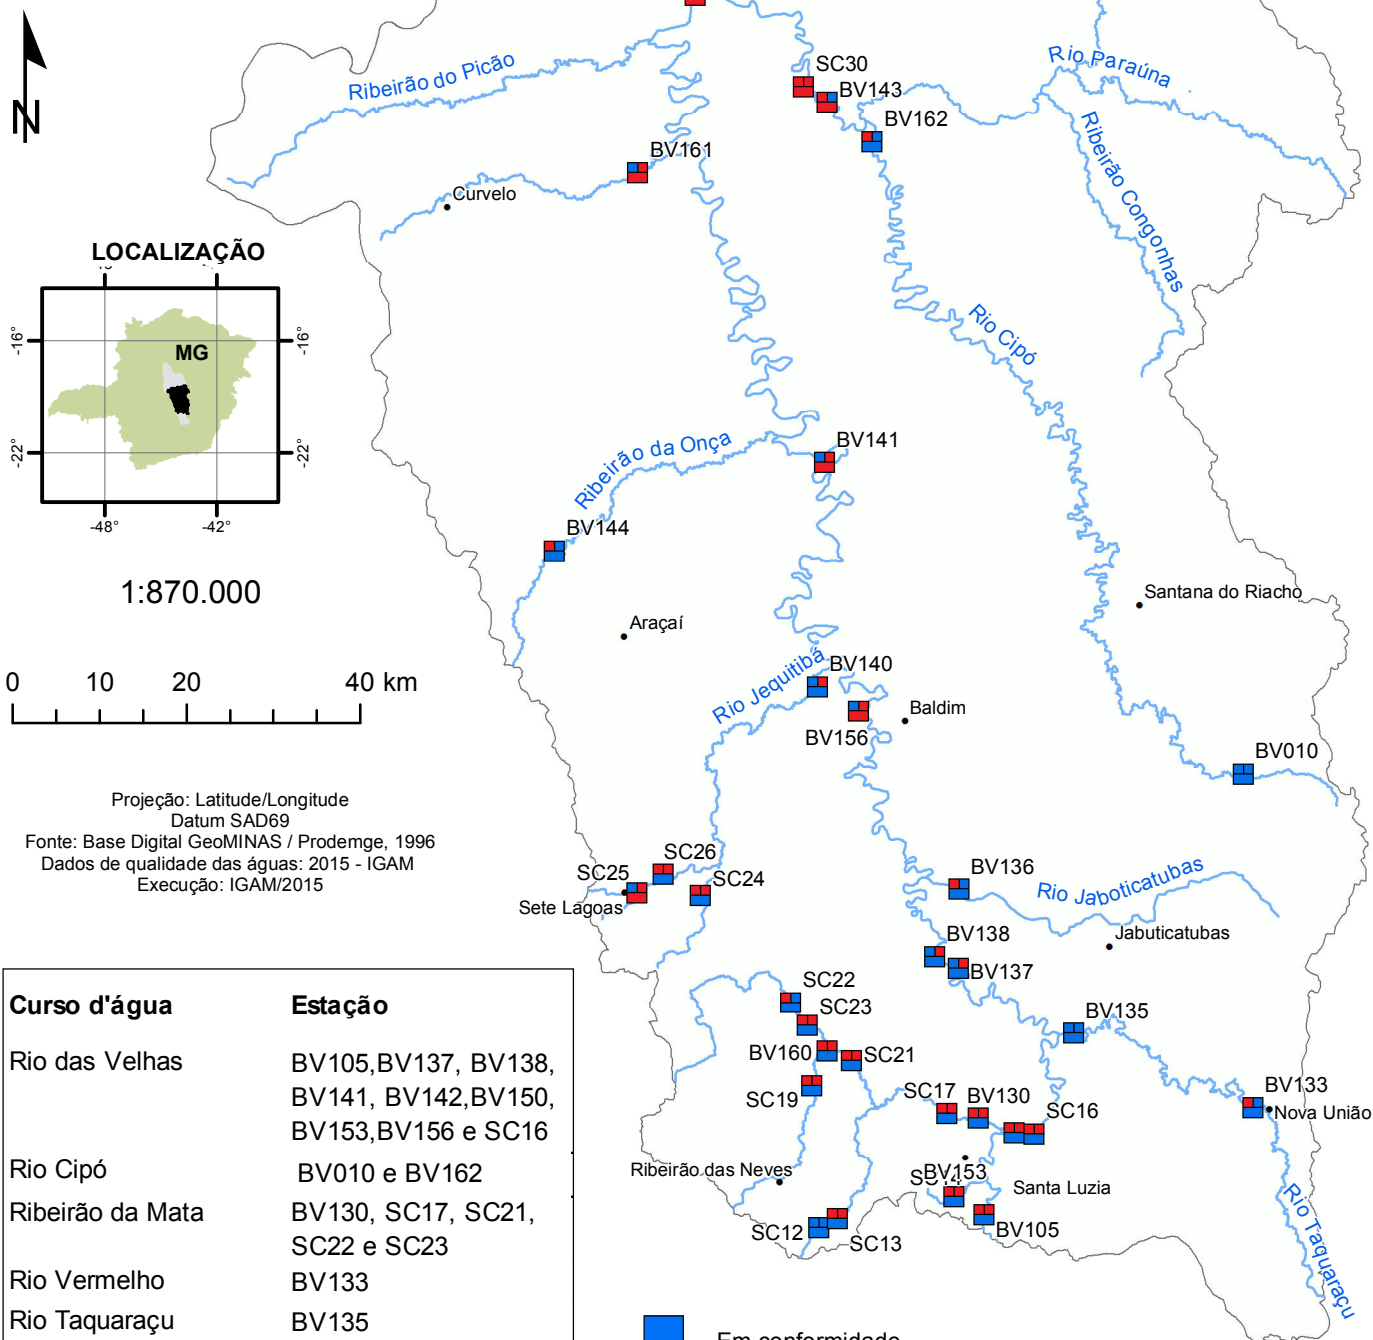 N
Ribeirão do Picão
SC30
BV143
BV162
Rio Paraúna
Ribeirão Congonhas
BV161
Curvelo
LOCALIZAÇÃO
-16°
MG
-16°
-22°
-22°
-48°
-42°
1:870.000
0 10 20 40 km
Projeção: Latitude/Longitude
Datum SAD69
Fonte: Base Digital GeoMINAS / Prodemge, 1996
Dados de qualidade das águas: 2015 - IGAM
Execução: IGAM/2015
Rio Cipó
BV141
Ribeirão da Onça
BV144
Santana do Riacho
Araçaí
BV140
Rio Jequitibá
Baldim
BV156
BV010
SC26
SC25
SC24
Sete Lagoas
BV136
Rio Jaboticatubas
Jabuticatubas
BV138
BV137
SC22
SC23
BV135
BV160
SC21
SC19
SC17
BV130
SC16
BV133
Nova União
Ribeirão das Neves
BV153
Santa Luzia
BV105
SC12
SC13
Rio Taquaraçu
Curso d'água Estação
Rio das Velhas BV105,BV137, BV138,
BV141, BV142,BV150,
BV153,BV156 e SC16
Rio Cipó BV010 e BV162
Ribeirão da Mata BV130, SC17, SC21,
SC22 e SC23
Rio Vermelho BV133
Rio Taquaraçu BV135
Em conformidade